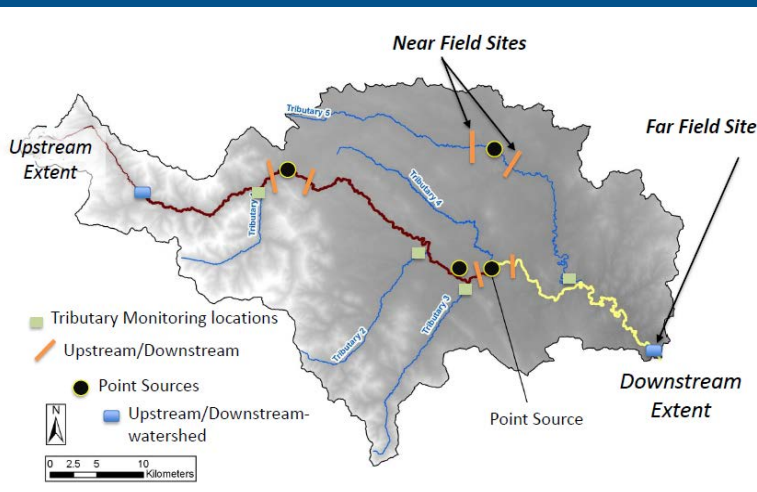 Near Field Sites
Far Field Site
Upstream
Extent
Tributary 5
Tributary 4
Tributary
Tributary 2
Tributary 3
Tributary Monitoring locations
Upstream/Downstream
Point Sources
Upstream/Downstream-
watershed
Point Source
Downstream
Extent
N
0 2.5 5 10
Kilometers